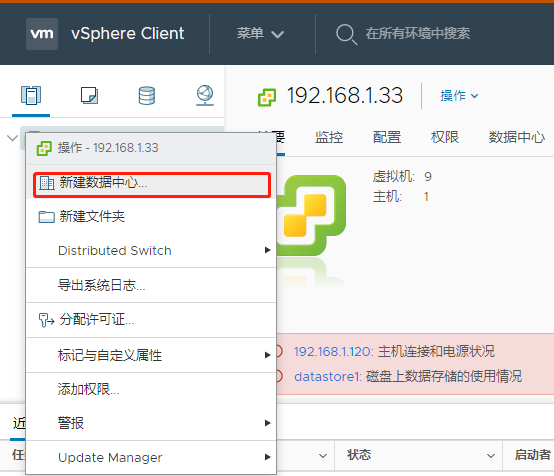 vm vSphere Client 菜单 在所有环境中搜索
192.168.1.33 操作
监控 配置 权限 数据中心
操作 - 192.168.1.33
新建数据中心...
新建文件夹
Distributed Switch
导出系统日志...
分配许可证...
标记与自定义属性
添加权限...
警报
Update Manager
虚拟机: 9
主机: 1
192.168.1.120: 主机连接和电源状况
datastore1: 磁盘上数据存储的使用情况
近
任 状态 启动者